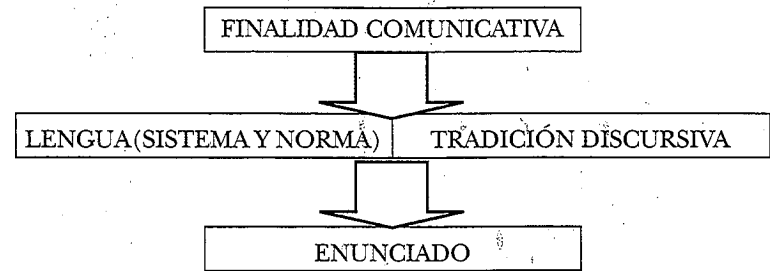 FINALIDAD COMUNICATIVA
LENGUA (SISTEMA Y NORMA) TRADICIÓN DISCURSIVA
ENUNCIADO